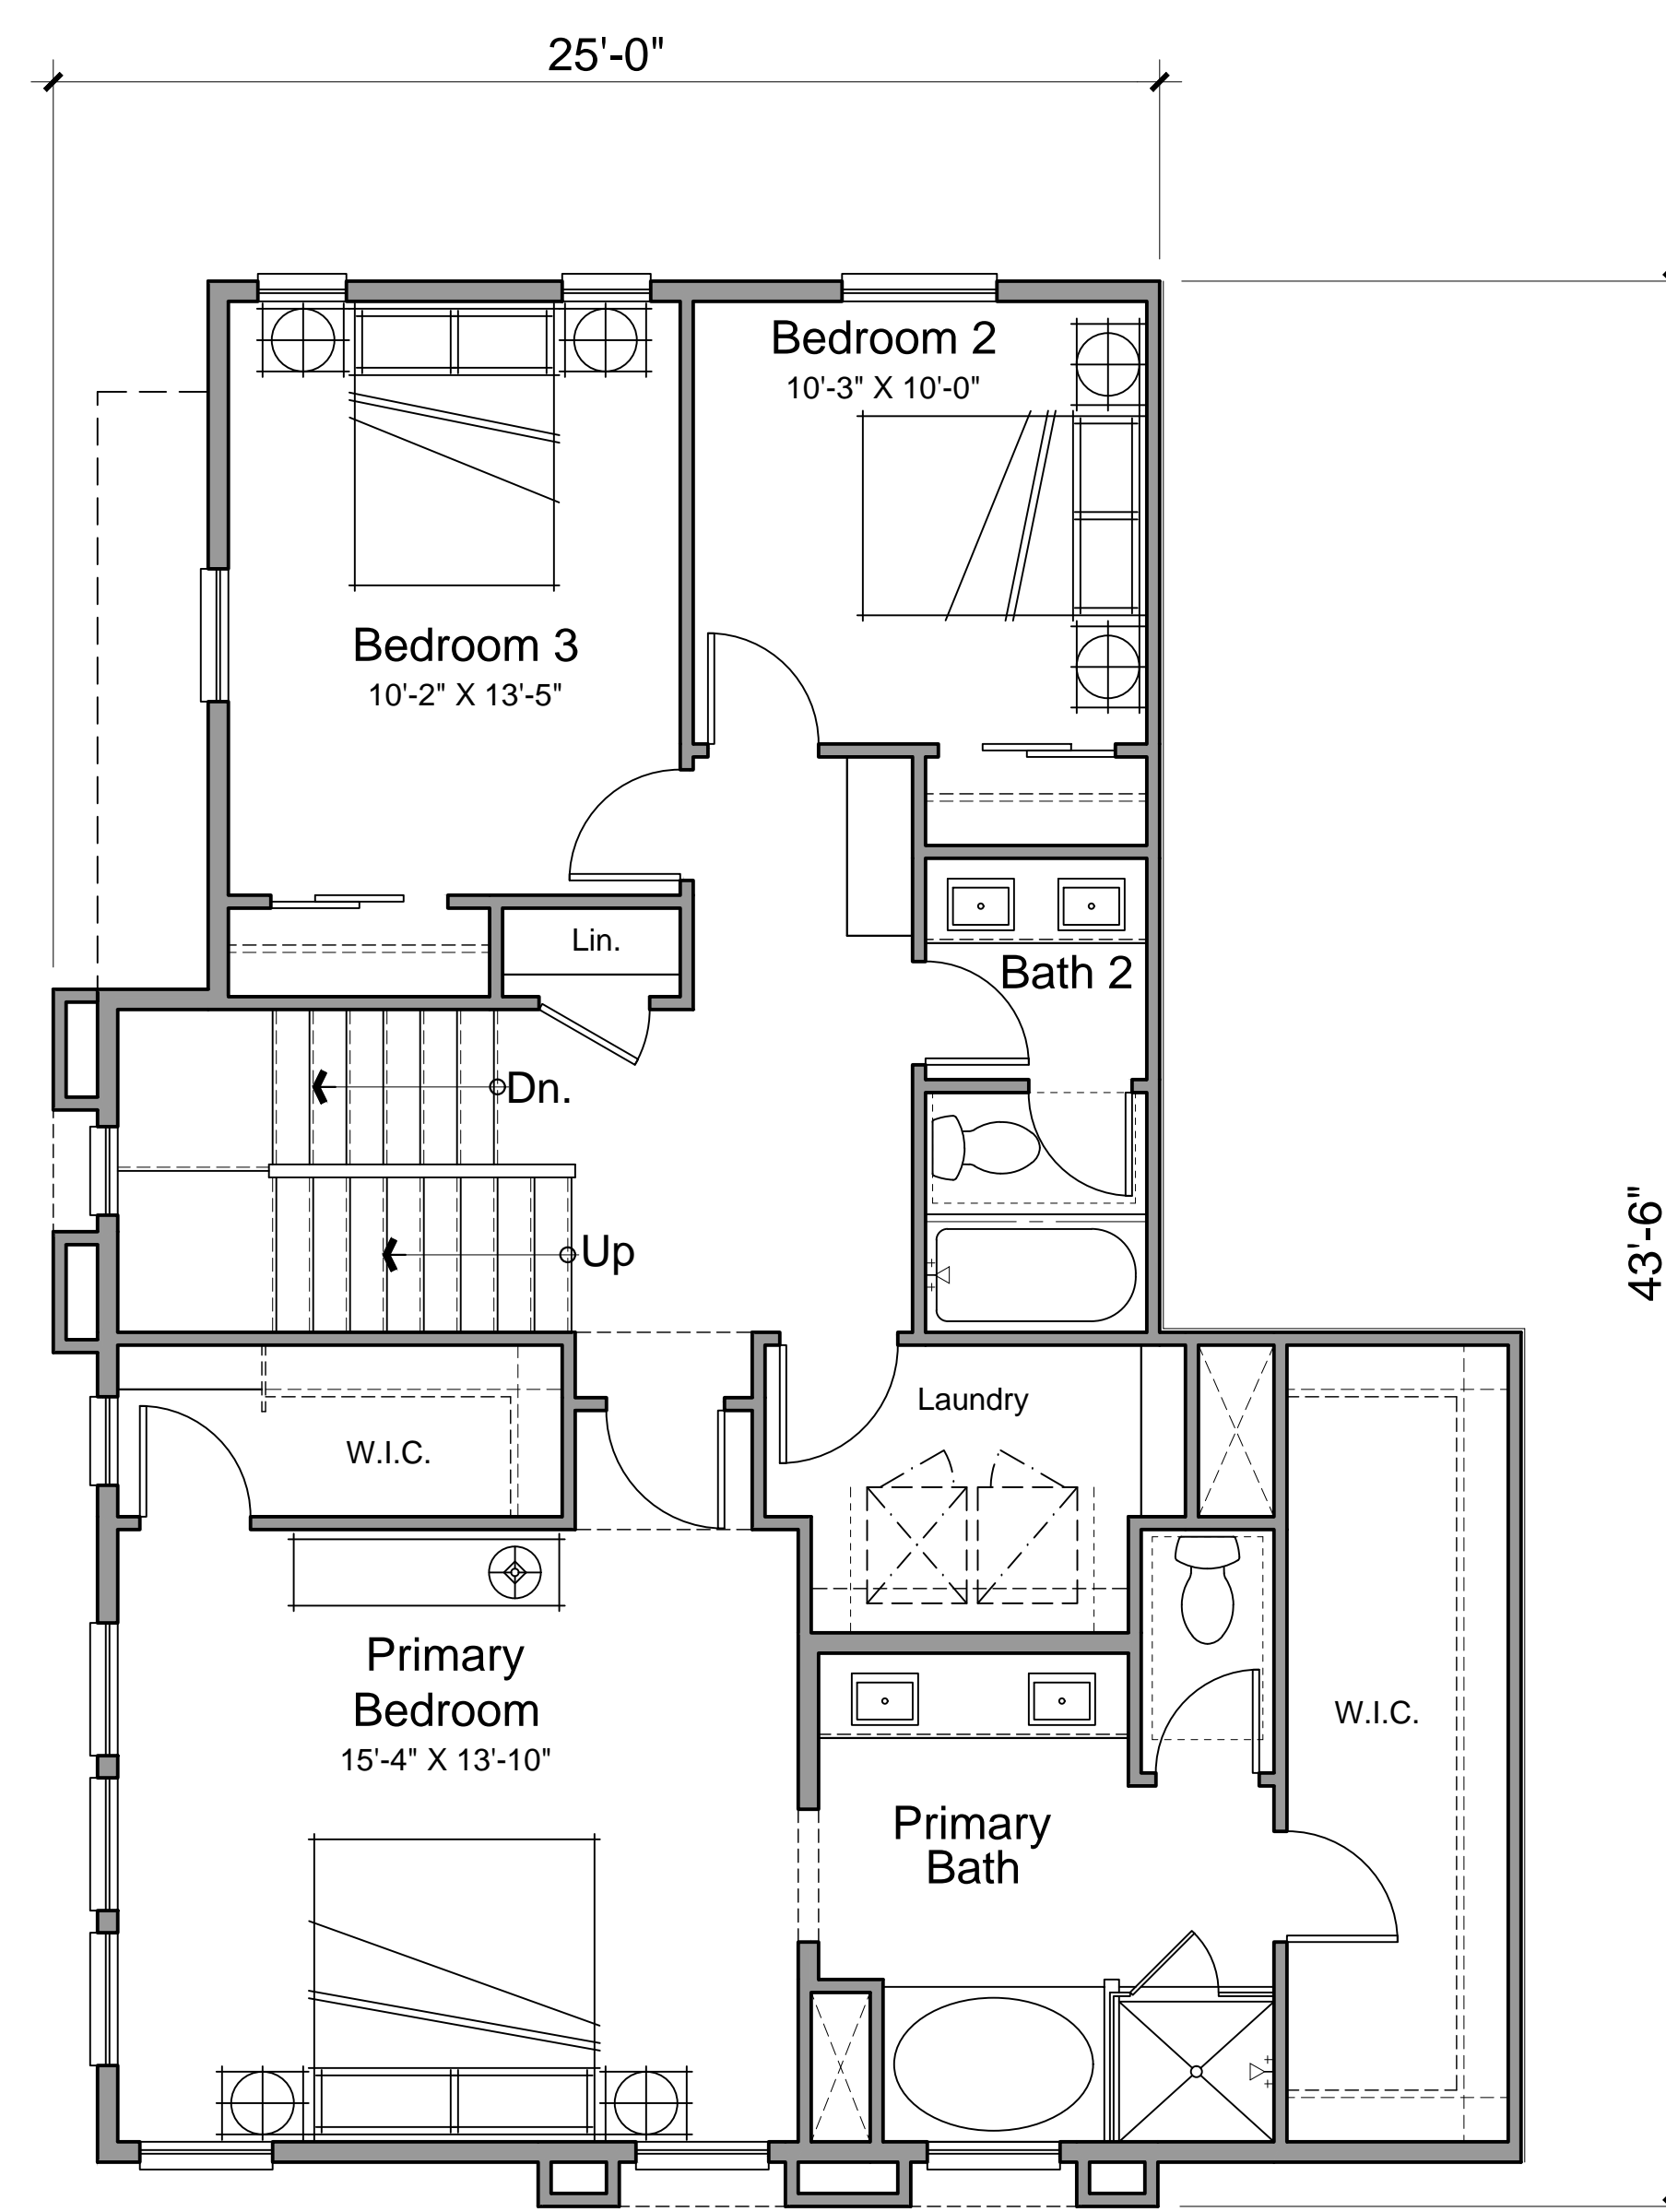 25'-0"
Bedroom 2
10'-3" X 10'-0"
Bedroom 3
10'-2" X 13'-5"
Lin.
Bath 2
Dn.
Up
43'-6"
Laundry
W.I.C.
Primary
Bedroom
15'-4" X 13'-10"
W.I.C.
Primary
Bath